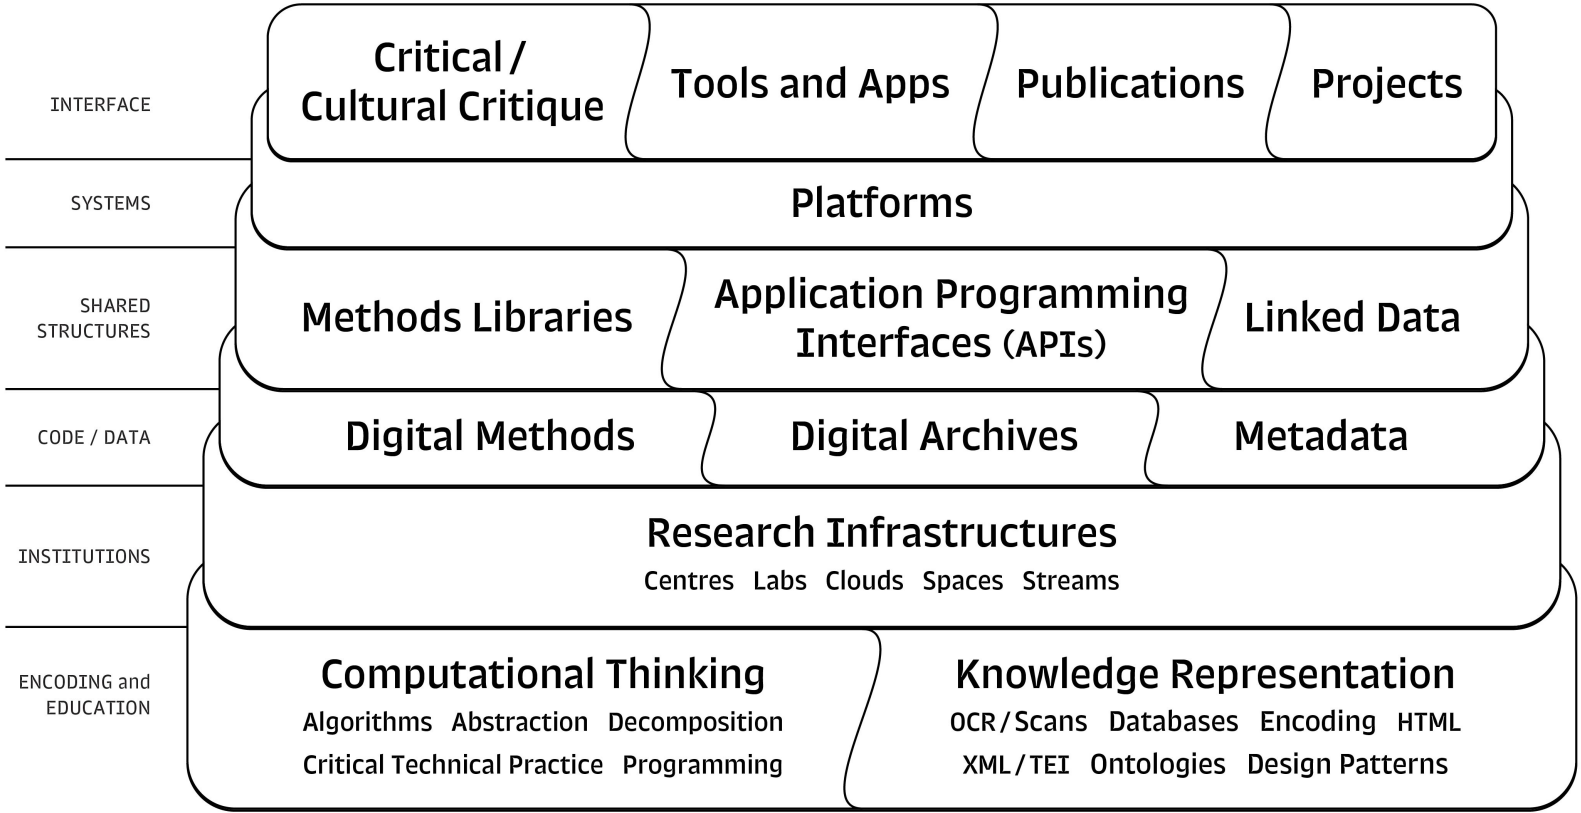 INTERFACE
Critical /
Cultural Critique
Tools and Apps
Publications
Projects
SYSTEMS
Platforms
SHARED
STRUCTURES
Methods Libraries
Application Programming
Interfaces (APIs)
Linked Data
CODE / DATA
Digital Methods
Digital Archives
Metadata
INSTITUTIONS
Research Infrastructures
Centres Labs Clouds Spaces Streams
ENCODING and
EDUCATION
Computational Thinking
Algorithms Abstraction Decomposition
Critical Technical Practice Programming
Knowledge Representation
OCR/Scans Databases Encoding HTML
XML/TEI Ontologies Design Patterns